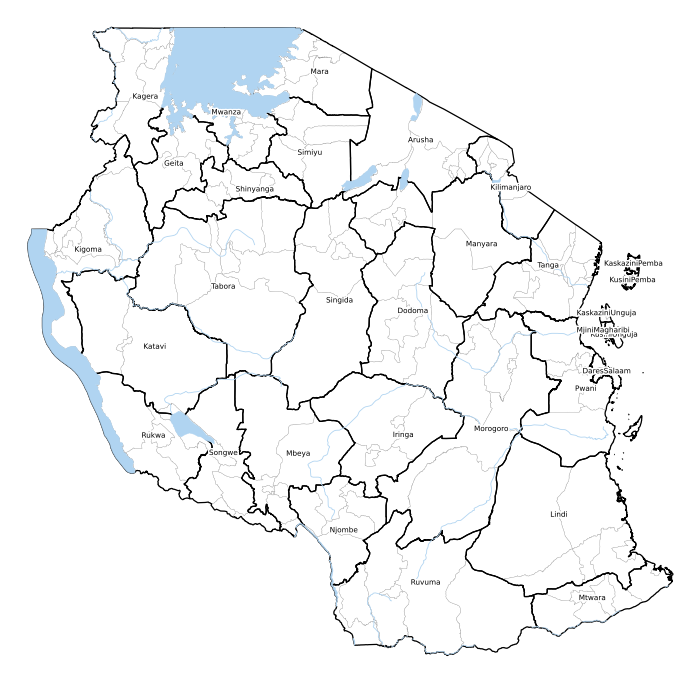 Mara
Kagera
Mwanza
Arusha
Simiyu
Geita
Kilimanjaro
Shinyanga
Manyara
Kigoma
KaskaziniPemba
Tanga
KusiniPemba
Tabora
Singida
Dodoma
KaskaziniUnguja
MjiniMagharibi
KusiniUnguja
Katavi
DaresSalaam
Pwani
Morogoro
Rukwa
Iringa
Songwe
Mbeya
Lindi
Njombe
Ruvuma
Mtwara